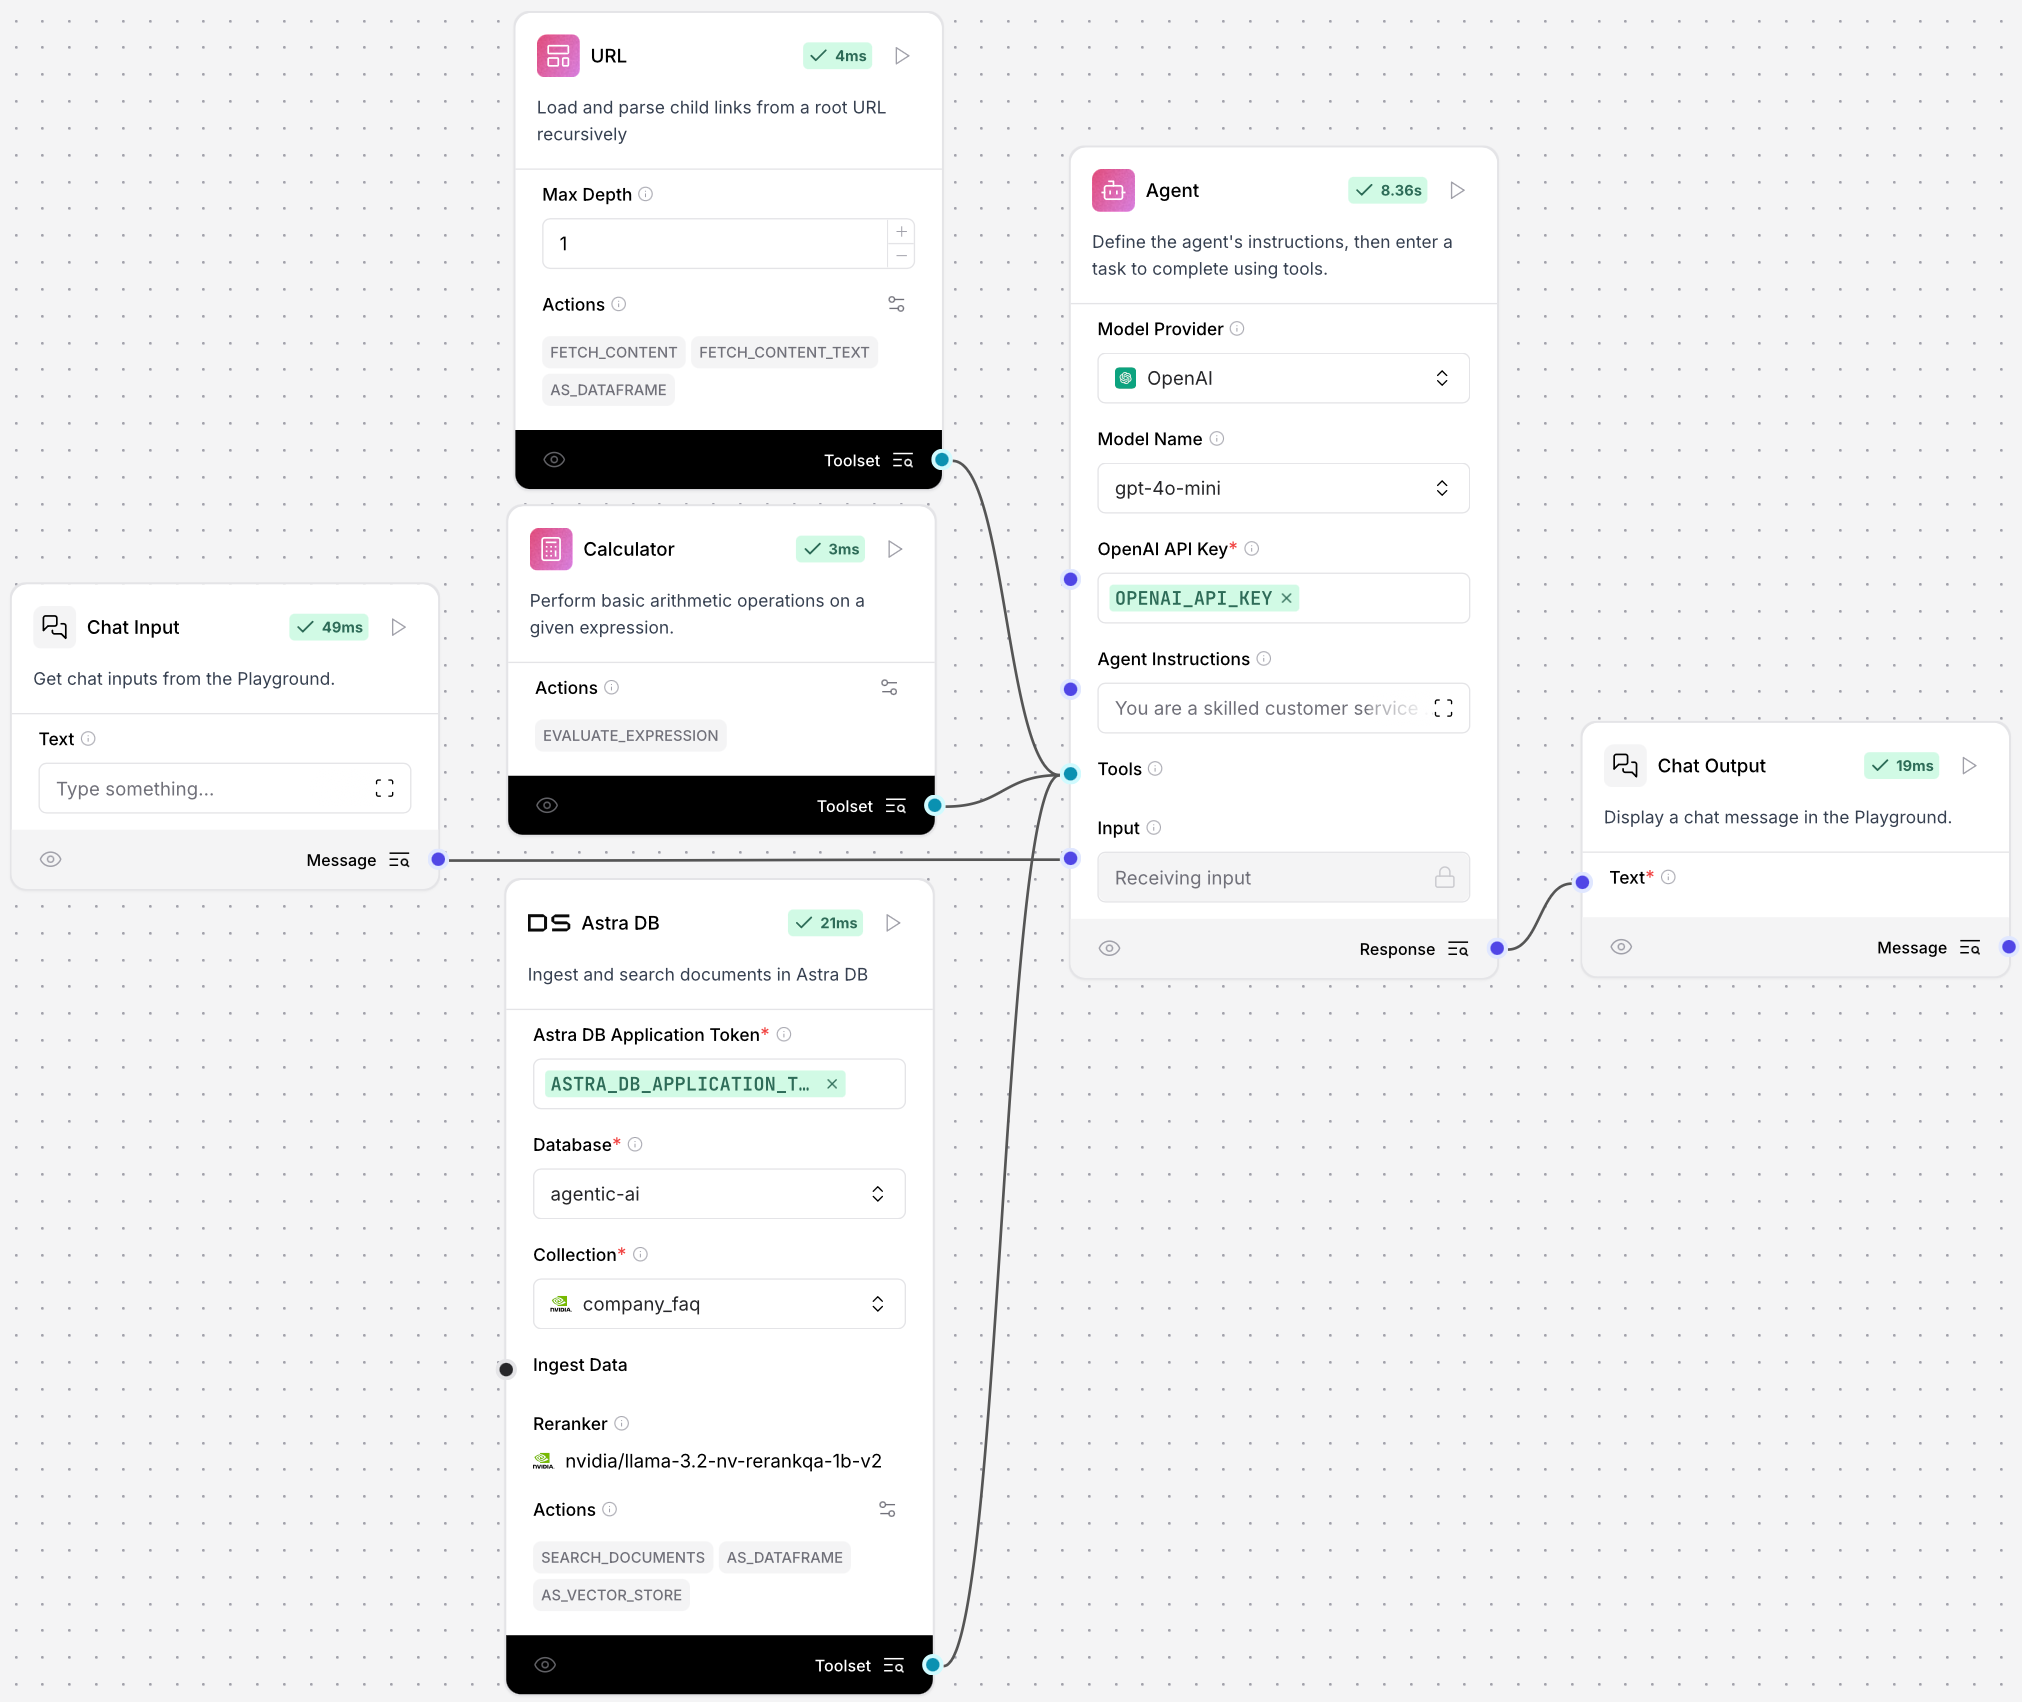 URL
4ms
Load and parse child links from a root URL
recursively
Max Depth
1
Actions
FETCH_CONTENT
FETCH_CONTENT_TEXT
AS_DATAFRAME
Toolset
Calculator
3ms
Perform basic arithmetic operations on a
given expression.
Actions
EVALUATE_EXPRESSION
Toolset
Chat Input
49ms
Get chat inputs from the Playground.
Text
Type something...
Message
Astra DB
21ms
Ingest and search documents in Astra DB
Astra DB Application Token*
ASTRA_DB_APPLICATION_T...
Database*
agentic-ai
Collection*
NVIDIA
company_faq
Ingest Data
Reranker
NVIDIA
nvidia/llama-3.2-nv-rerankqa-1b-v2
Actions
SEARCH_DOCUMENTS
AS_DATAFRAME
AS_VECTOR_STORE
Toolset
Agent
8.36s
Define the agent's instructions, then enter a
task to complete using tools.
Model Provider
OpenAI
Model Name
gpt-4o-mini
OpenAI API Key*
OPENAI_API_KEY
Agent Instructions
You are a skilled customer service
Tools
Input
Receiving input
Response
Chat Output
19ms
Display a chat message in the Playground.
Text*
Message